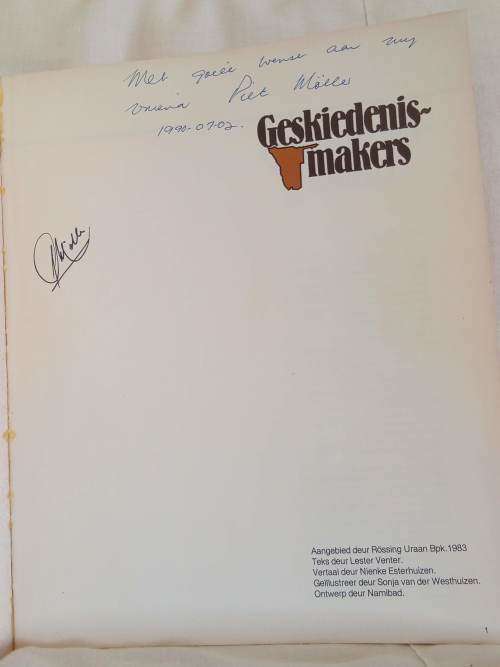 Met goeie wense aan my
vriend Piet Möller
1990-07-02.
Geskiedenis-
makers
Aangebied deur Rössing Uraan Bpk.1983
Teks deur Lester Venter.
Vertaal deur Nienke Esterhuizen.
Geïllustreer deur Sonja van der Westhuizen.
Ontwerp deur Namibad.
1